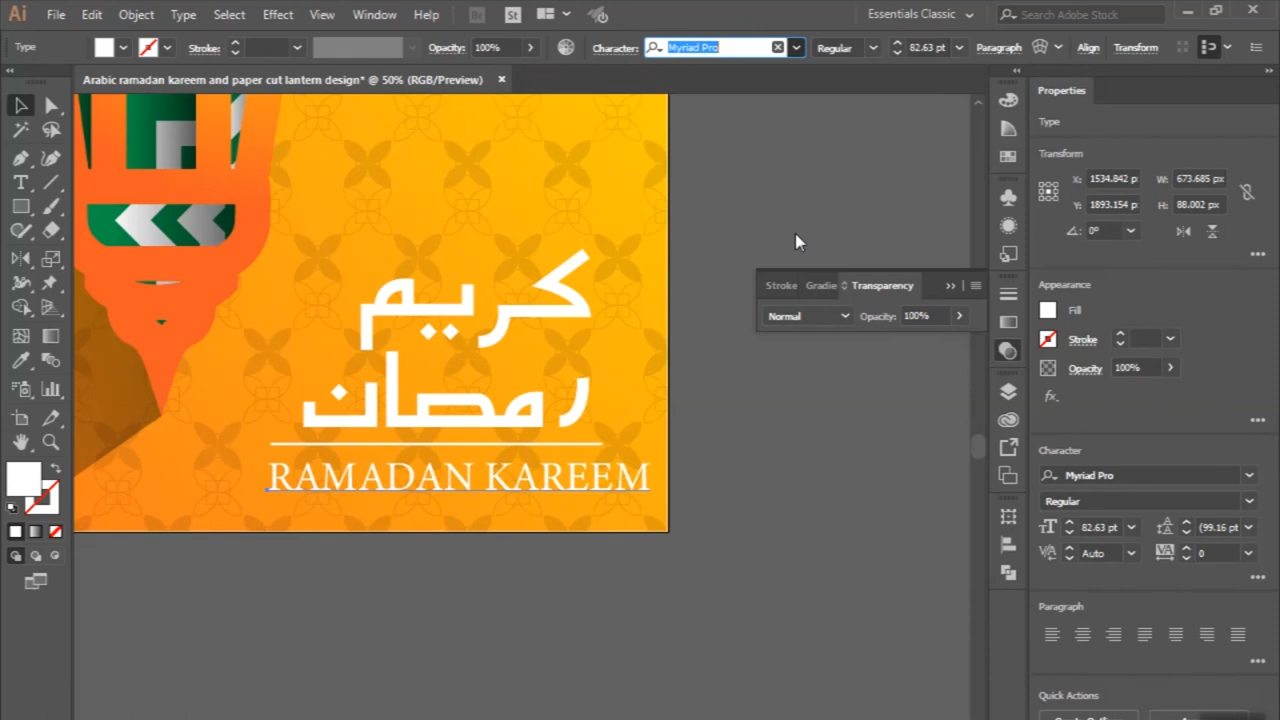 Ai File Edit Object Type Select Effect View Window Help Br St Essentials Classic Search Adobe Stock
Type Stroke: Opacity: 100% Character: Myriad Pro Regular 82.63 pt Paragraph Align Transform
Arabic ramadan kareem and paper cut lantern design* @ 50% (RGB/Preview)
Properties
Type
Transform
X: 1534.842 p W: 673.685 px
Y: 1893.154 p H: 88.002 px
0°
Stroke Gradie Transparency
Normal Opacity: 100%
Appearance
Fill
Stroke
Opacity 100%
fx.
كريم
رمضان
RAMADAN KAREEM
Character
Myriad Pro
Regular
82.63 pt (99.16 pt
Auto 0
Paragraph
Quick Actions